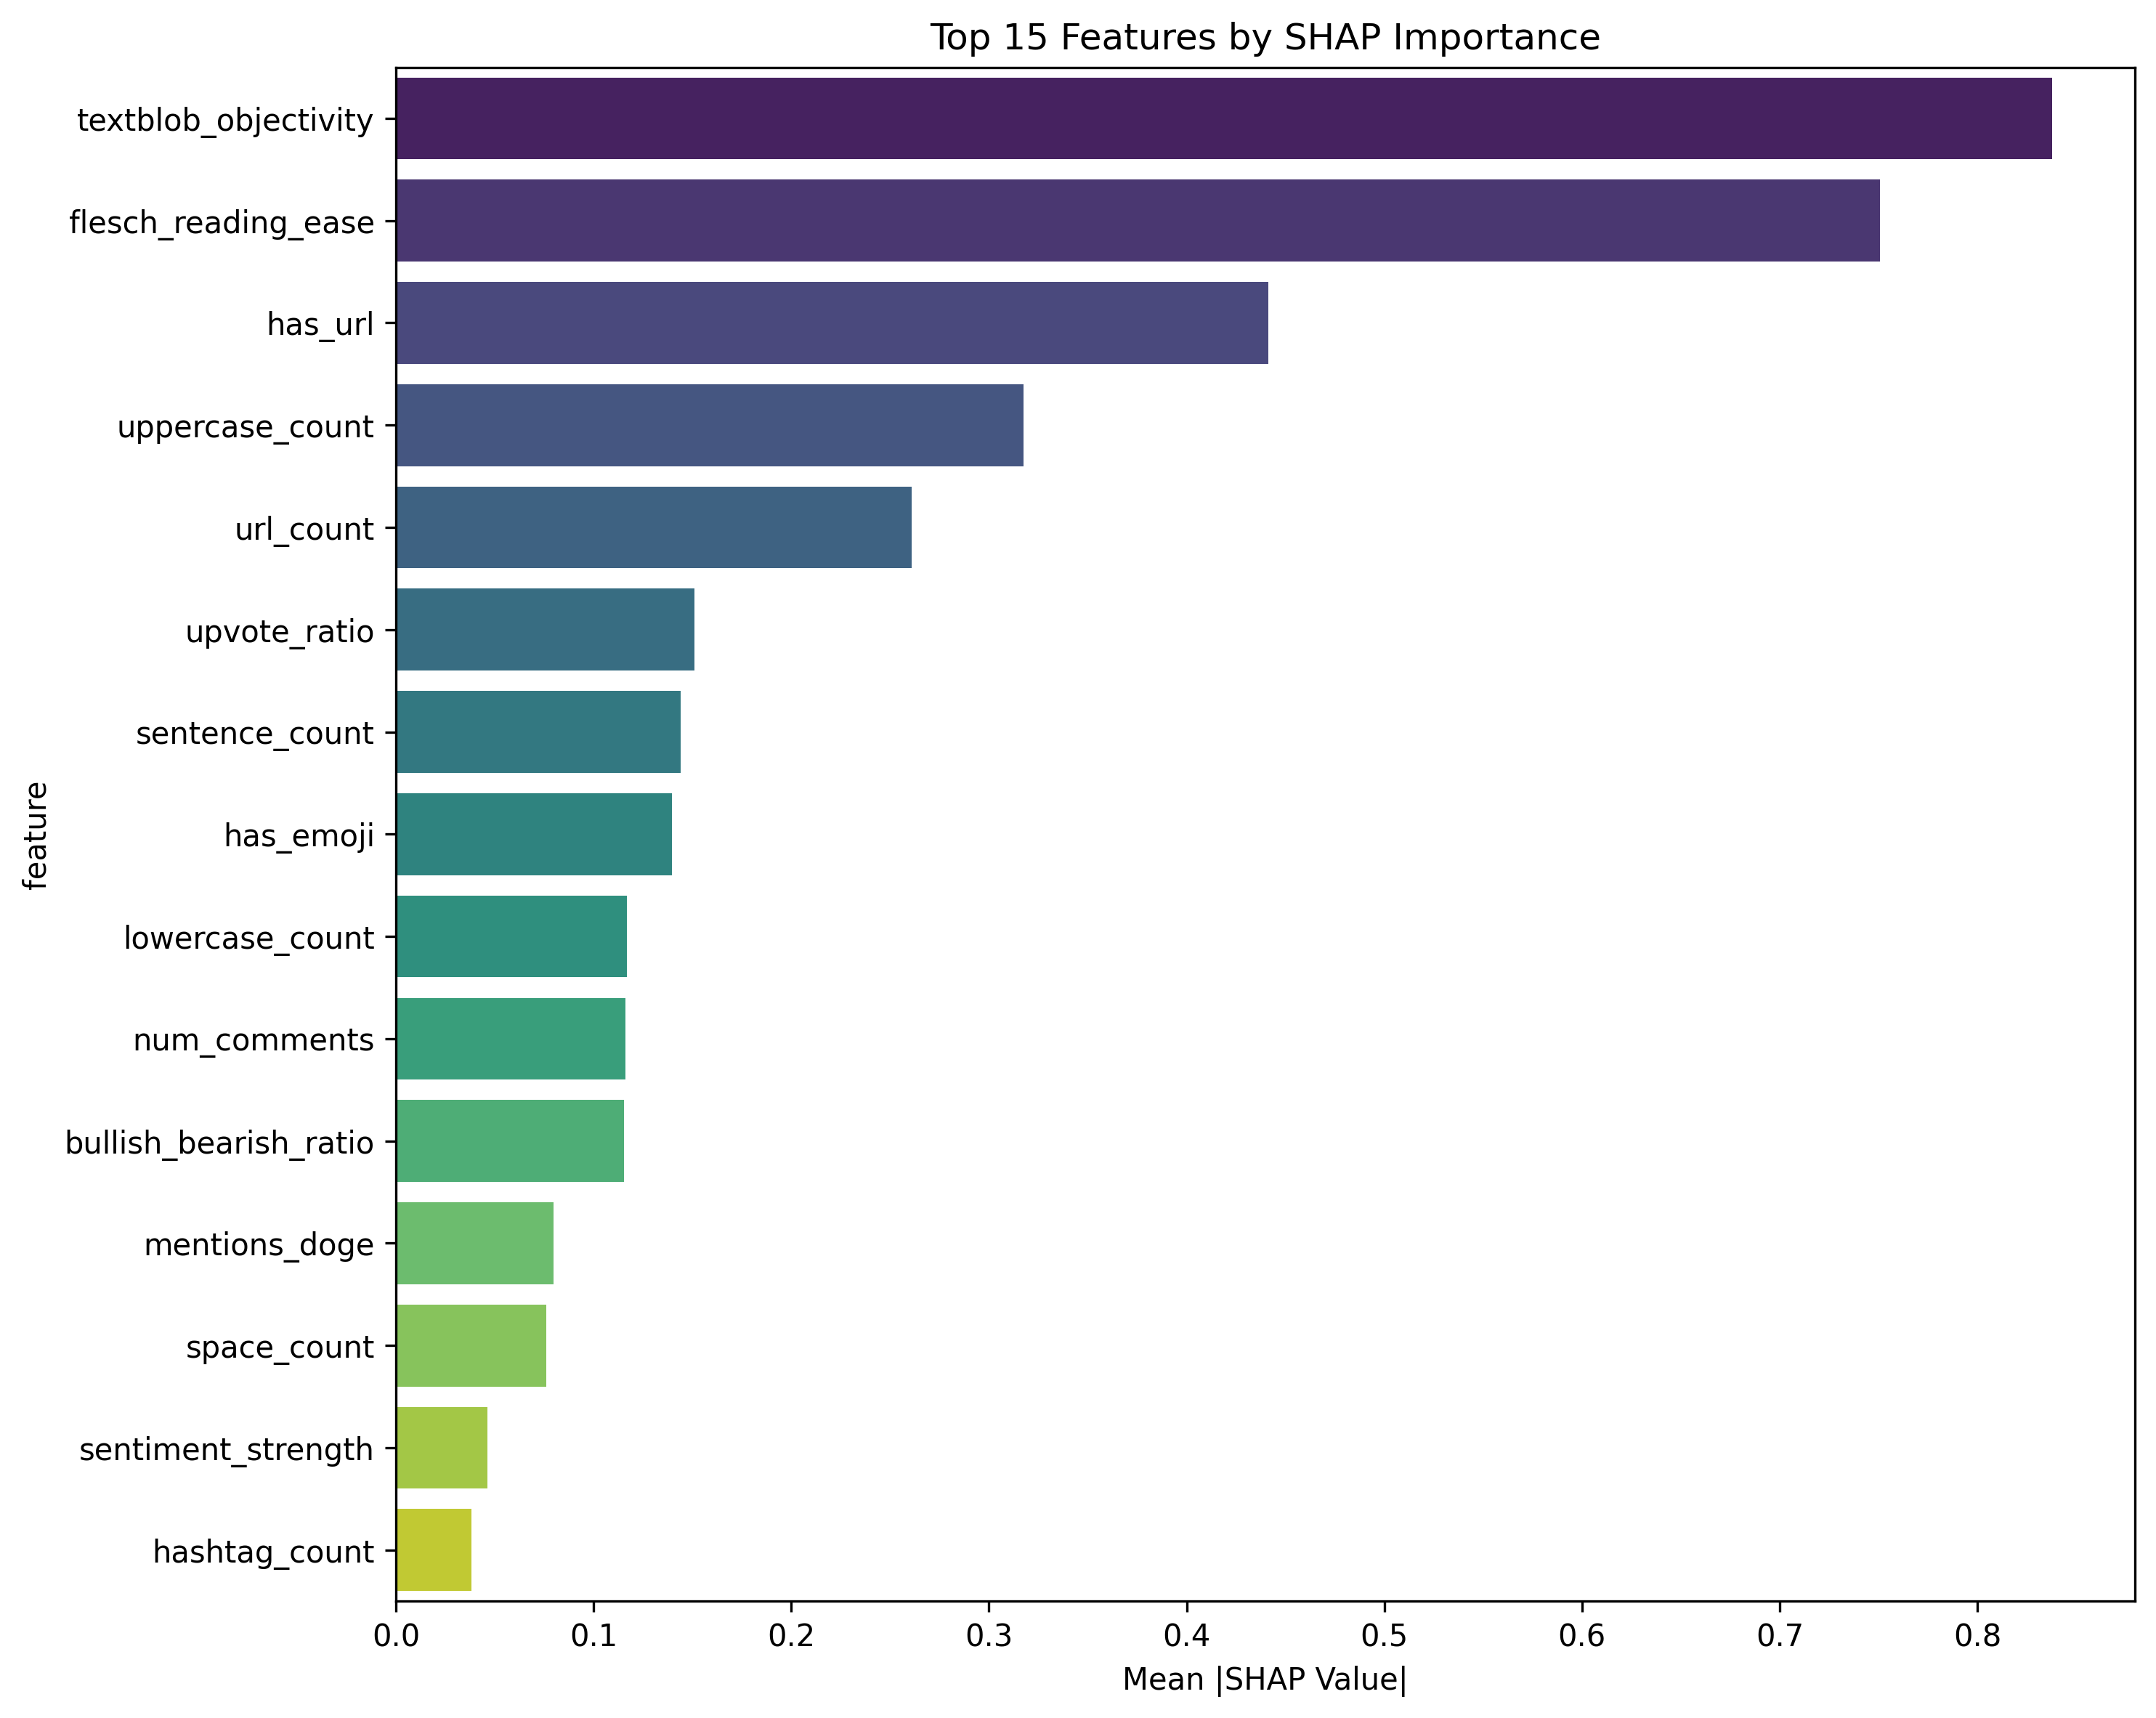 Top 15 Features by SHAP Importance
textblob_objectivity
flesch_reading_ease
has_url
uppercase_count
url_count
upvote_ratio
sentence_count
has_emoji
lowercase_count
num_comments
bullish_bearish_ratio
mentions_doge
space_count
sentiment_strength
hashtag_count
feature
0.0 0.1 0.2 0.3 0.4 0.5 0.6 0.7 0.8
Mean |SHAP Value|